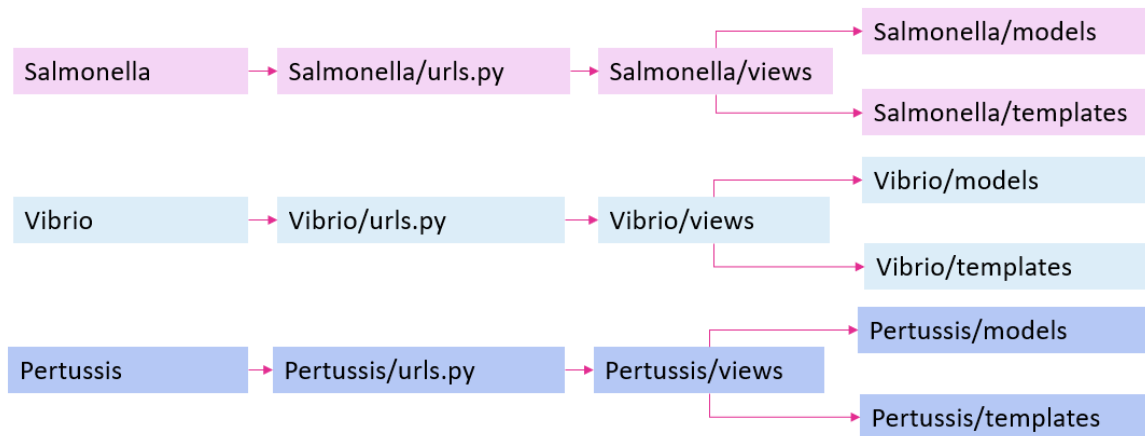 Salmonella/models
Salmonella
Salmonella/urls.py
Salmonella/views
Salmonella/templates
Vibrio/models
Vibrio
Vibrio/urls.py
Vibrio/views
Vibrio/templates
Pertussis/models
Pertussis
Pertussis/urls.py
Pertussis/views
Pertussis/templates